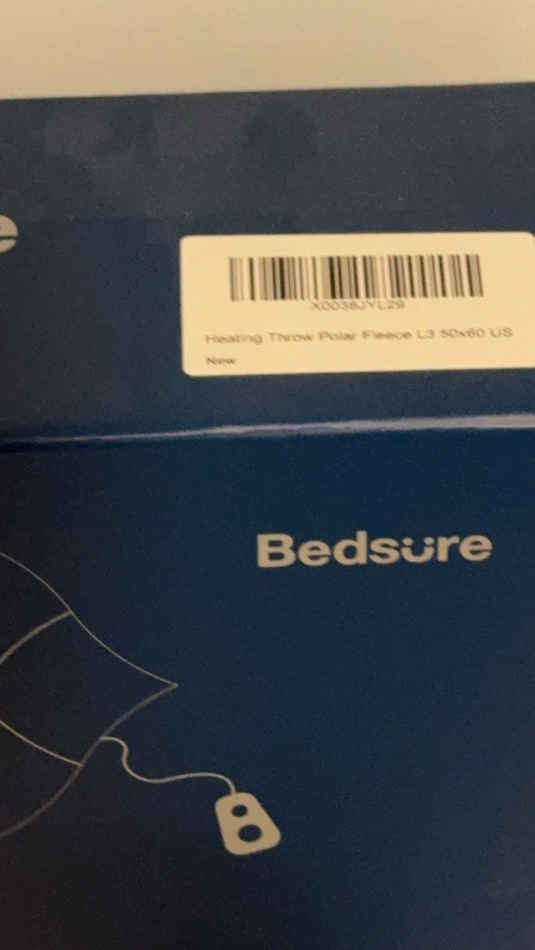 e
X0038JYL29
Heating Throw Polar Fleece L3 50x60 US
New
Bedsure